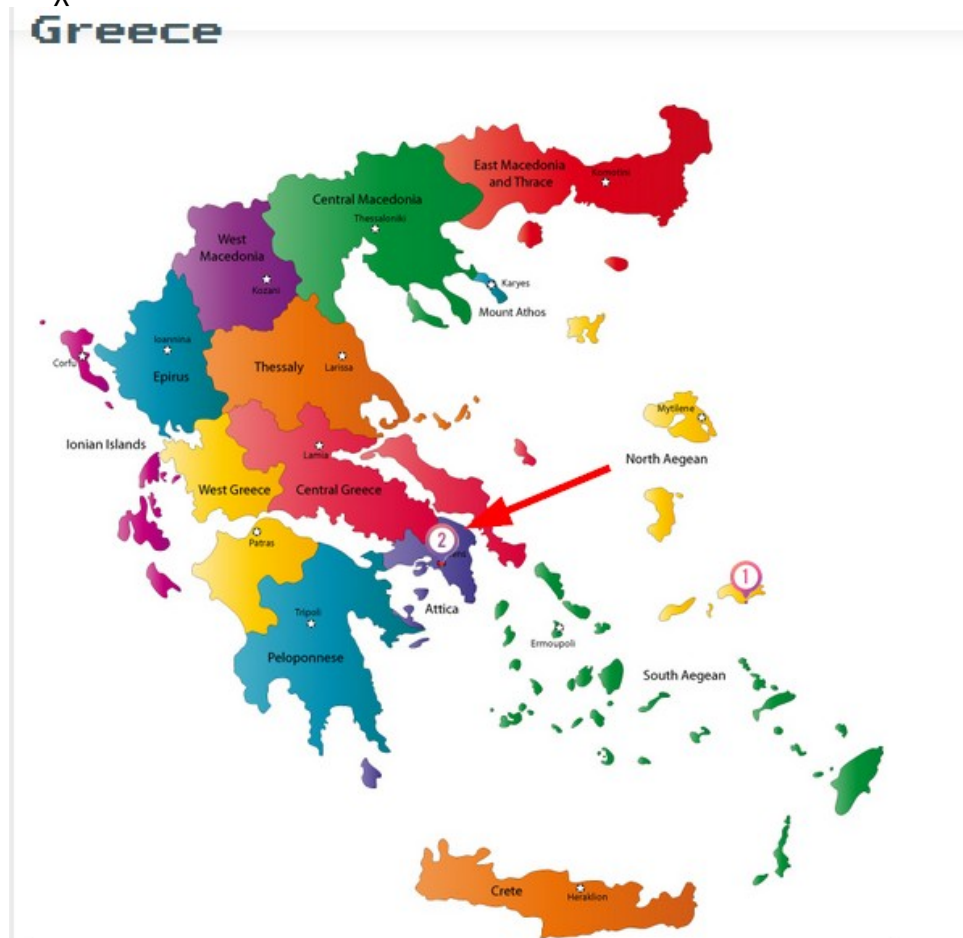 Greece
East Macedonia
and Thrace
Komotini
Central Macedonia
Thessaloniki
West
Macedonia
Kozani
Karyes
Mount Athos
Ioannina
Corfu
Epirus
Thessaly
Larissa
Mytilene
Ionian Islands
Lamia
North Aegean
West Greece
Central Greece
Patras
2
1
Attica
Tripoli
Ermoupoli
Peloponnese
South Aegean
Crete
Heraklion